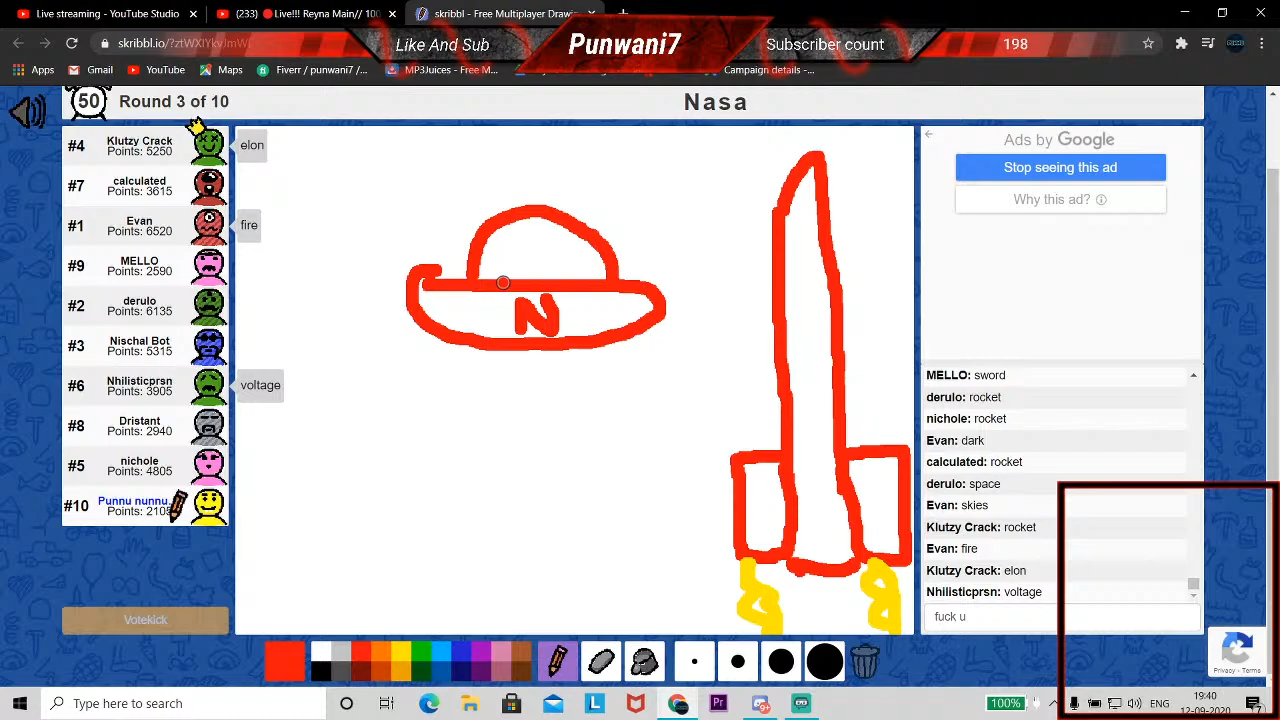 Live streaming - YouTube Studio
(233) Live!!! Reyna Main// 100
skribbl - Free Multiplayer Drawi
skribbl.io/?ztWXlYkvJmWl
Like And Sub
Punwani7
Subscriber count
198
Apps
Gmail
YouTube
Maps
Fiverr / punwani7 /...
MP3Juices - Free M...
Campaign details -...
50
Round 3 of 10
Nasa
#4
Klutzy Crack
Points: 5250
elon
#7
calculated
Points: 3615
#1
Evan
Points: 6520
fire
#9
MELLO
Points: 2590
#2
derulo
Points: 6135
#3
Nischal Bot
Points: 5315
#6
Nhilisticprsn
Points: 3905
voltage
#8
Dristant
Points: 2940
#5
nichole
Points: 4805
#10
Punnu nunnu
Points: 2105
Votekick
N
Ads by Google
Stop seeing this ad
Why this ad?
MELLO: sword
derulo: rocket
nichole: rocket
Evan: dark
calculated: rocket
derulo: space
Evan: skies
Klutzy Crack: rocket
Evan: fire
Klutzy Crack: elon
Nhilisticprsn: voltage
fuck u
Privacy - Terms
Type here to search
100%
ENG
19:40
12-09-2020